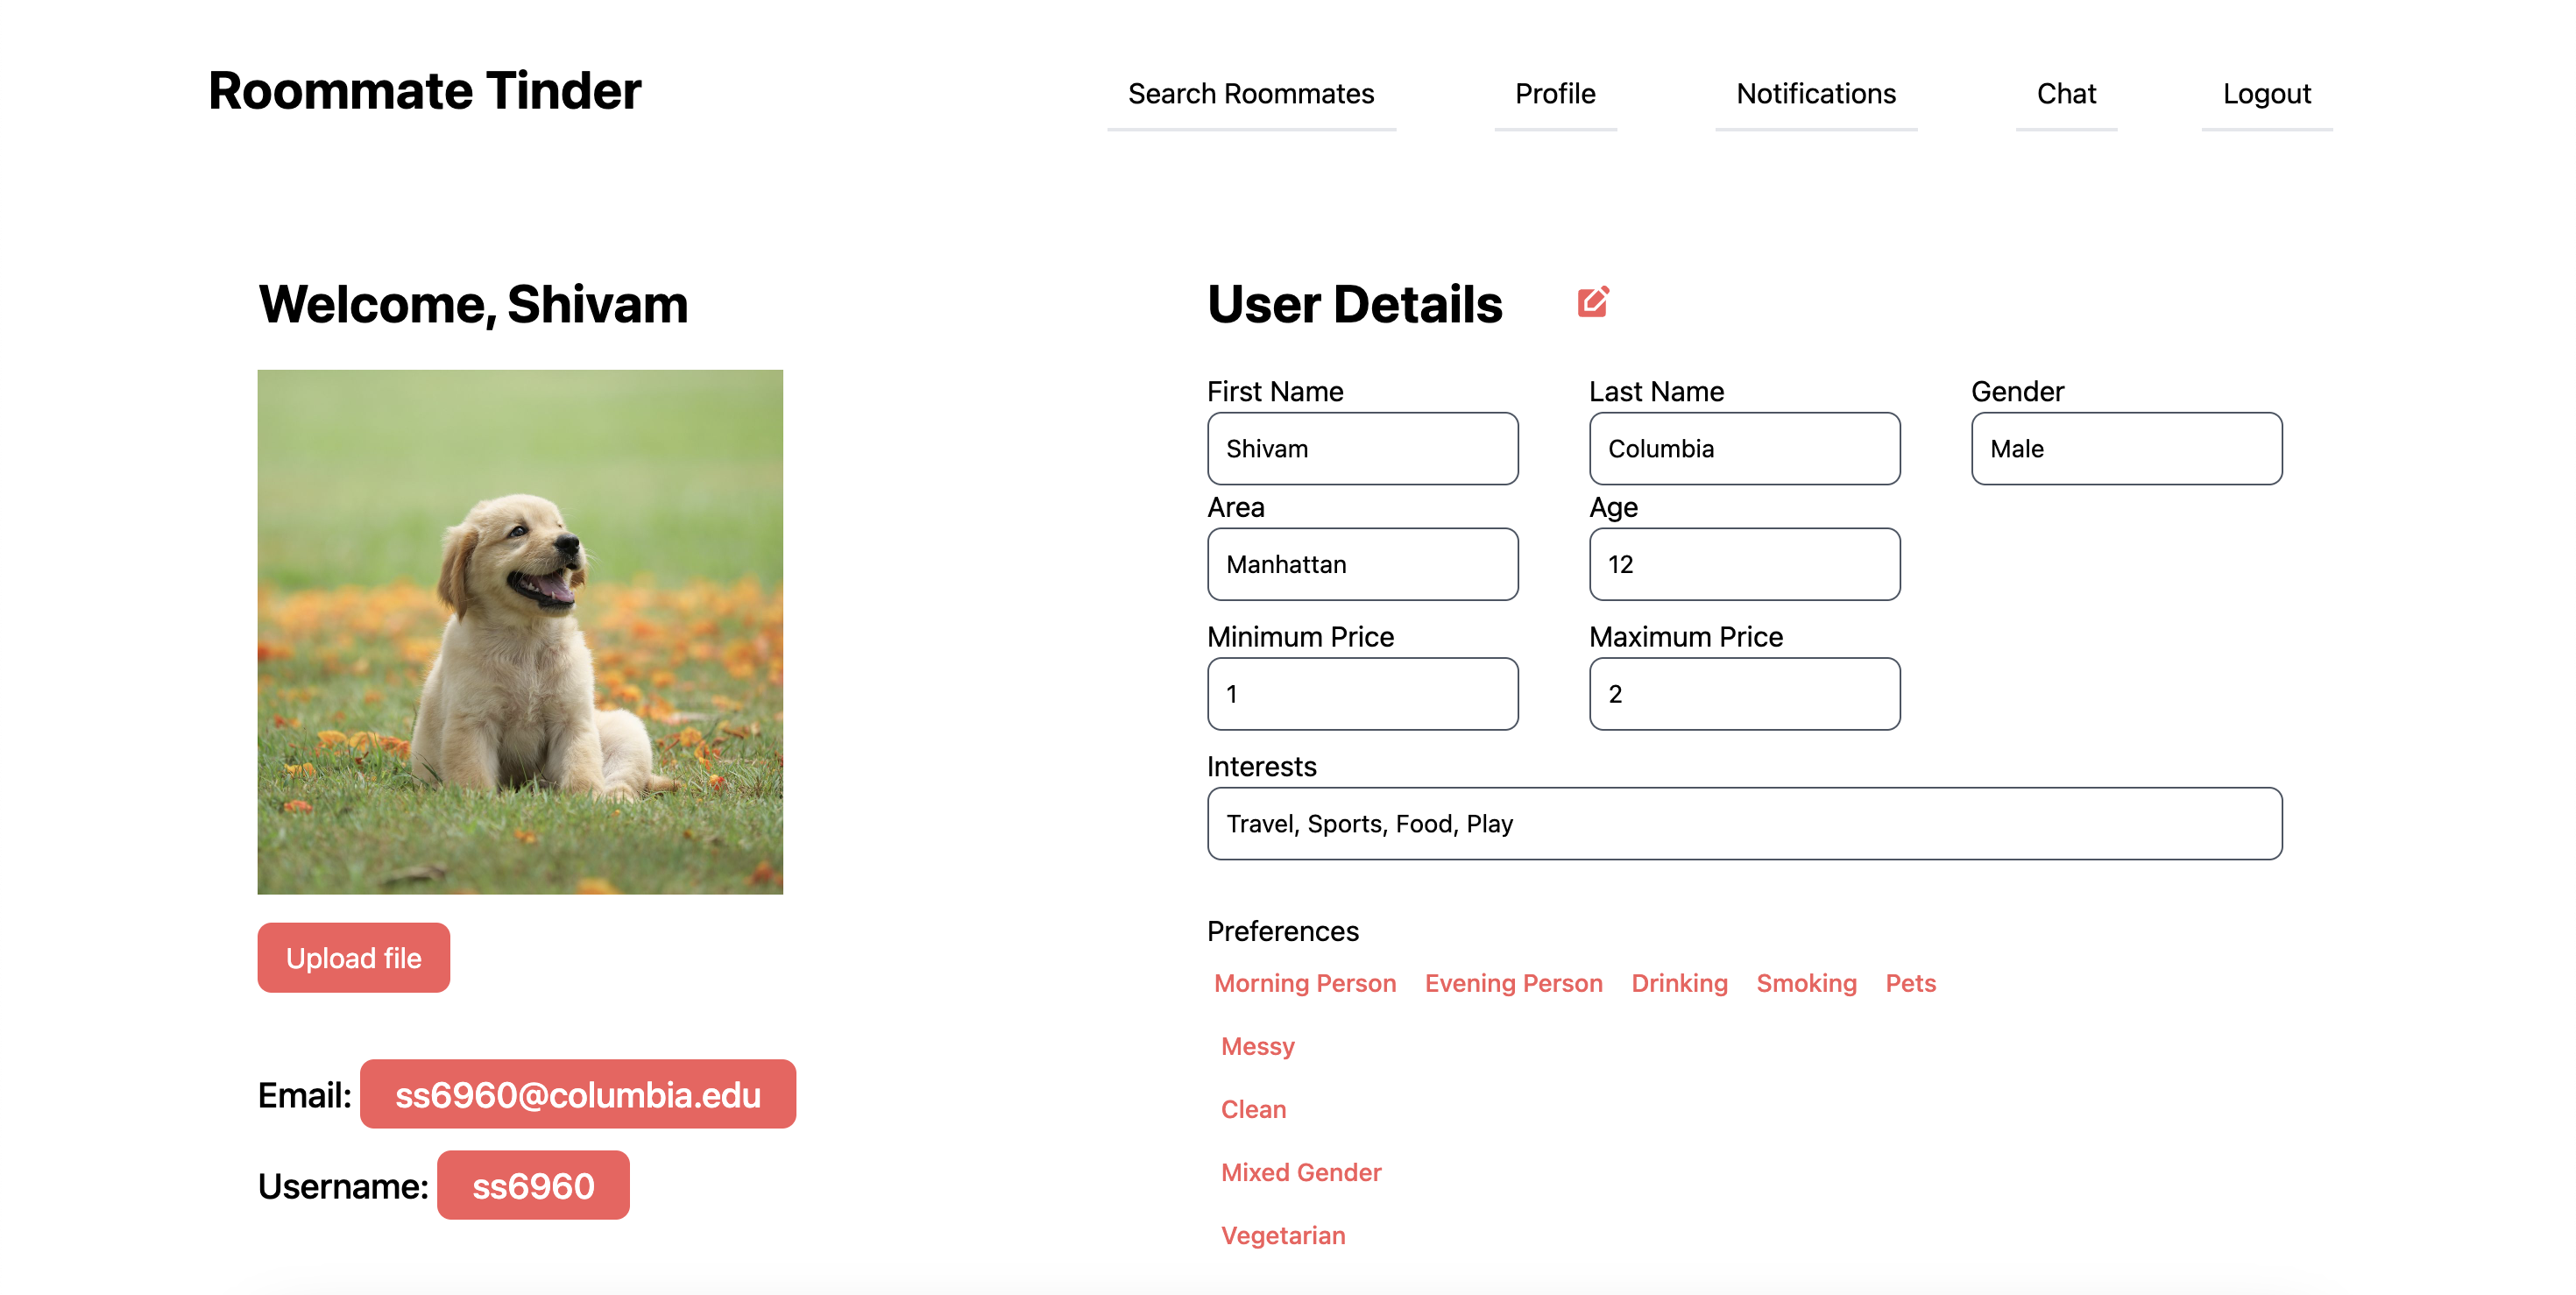 Roommate Tinder
Search Roommates Profile Notifications Chat Logout
Welcome, Shivam
Upload file
Email: ss6960@columbia.edu
Username: ss6960
User Details
First Name Last Name Gender
Shivam Columbia Male
Area Age
Manhattan 12
Minimum Price Maximum Price
1 2
Interests
Travel, Sports, Food, Play
Preferences
Morning Person Evening Person Drinking Smoking Pets
Messy
Clean
Mixed Gender
Vegetarian